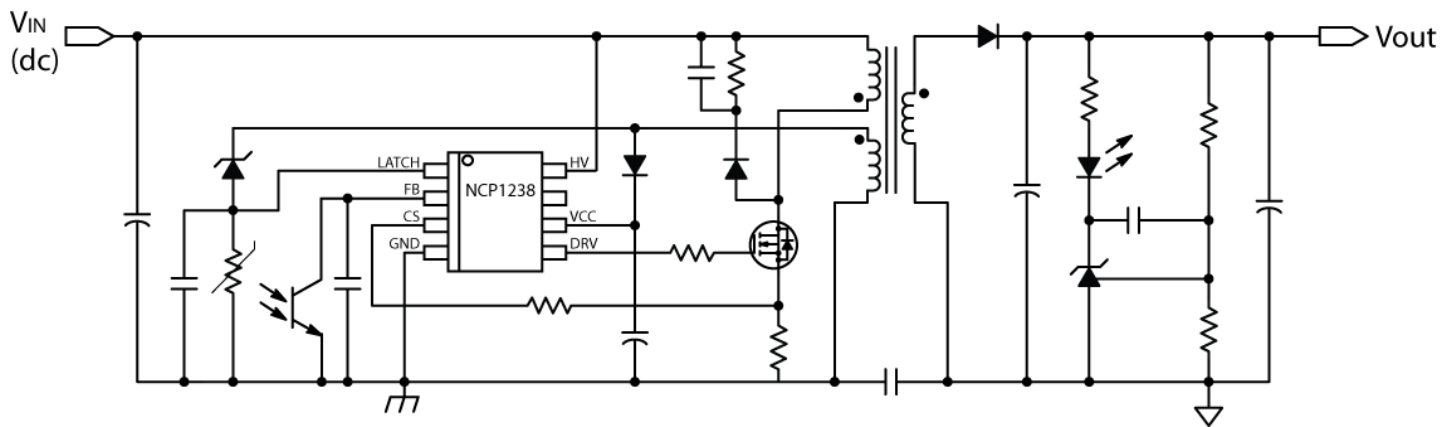 VIN
(dc)
Vout
LATCH
HV
FB
NCP1238
CS
VCC
GND
DRV